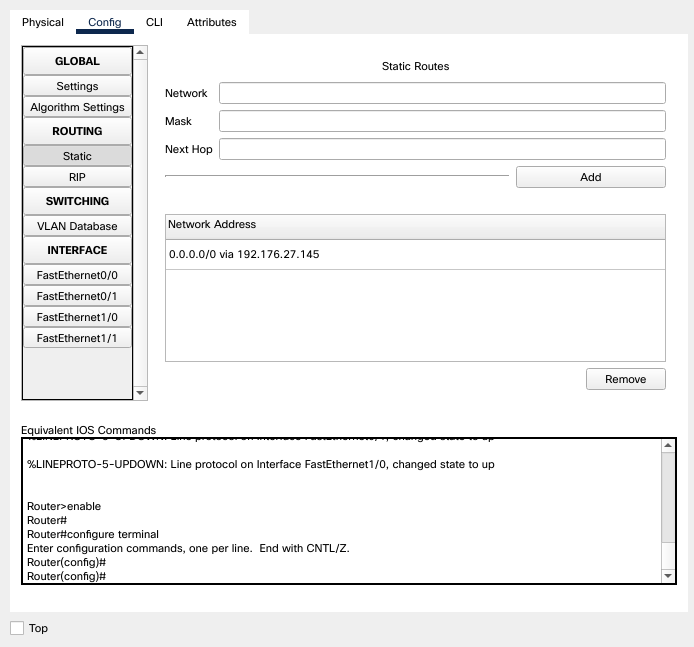 Physical Config CLI Attributes
GLOBAL
Settings
Algorithm Settings
ROUTING
Static
RIP
SWITCHING
VLAN Database
INTERFACE
FastEthernet0/0
FastEthernet0/1
FastEthernet1/0
FastEthernet1/1
Static Routes
Network
Mask
Next Hop
Add
Network Address
0.0.0.0/0 via 192.176.27.145
Remove
Equivalent IOS Commands
%LINEPROTO-5-UPDOWN: Line protocol on Interface FastEthernet1/0, changed state to up
Router>enable
Router#
Router#configure terminal
Enter configuration commands, one per line.  End with CNTL/Z.
Router(config)#
Router(config)#
Top